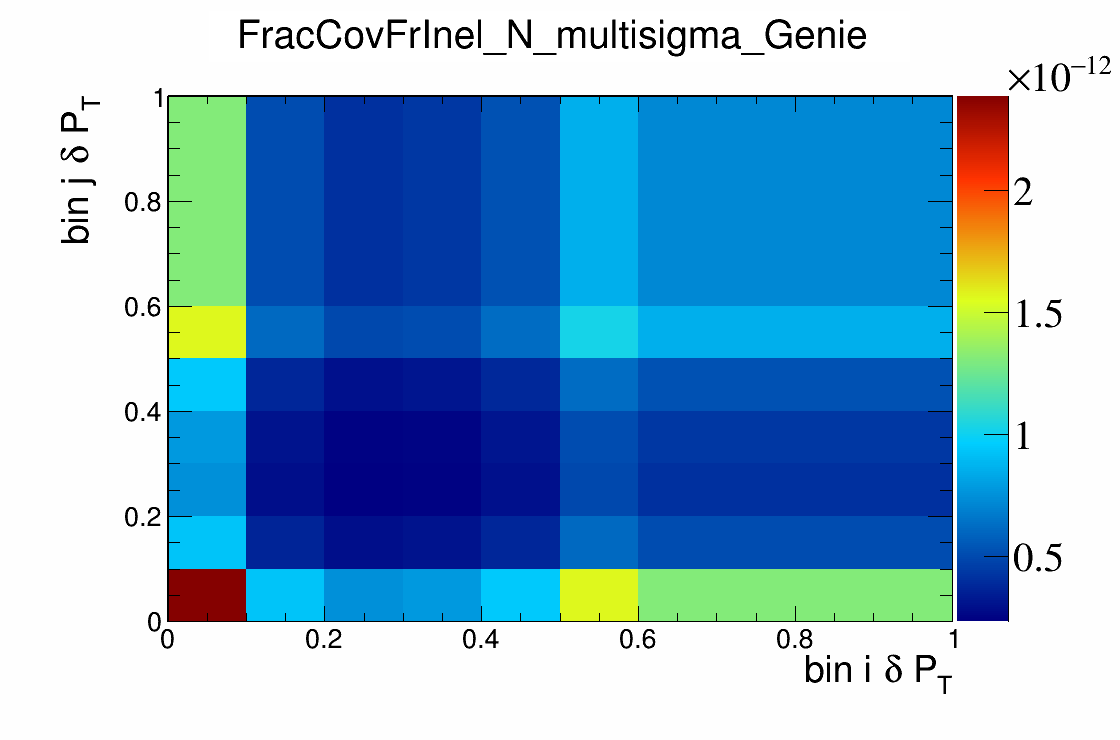 FracCovFrInel_N_multisigma_Genie
×10⁻¹²
bin j δ P_T
1
0.8
0.6
0.4
0.2
0
0 0.2 0.4 0.6 0.8 1
bin i δ P_T
2
1.5
1
0.5